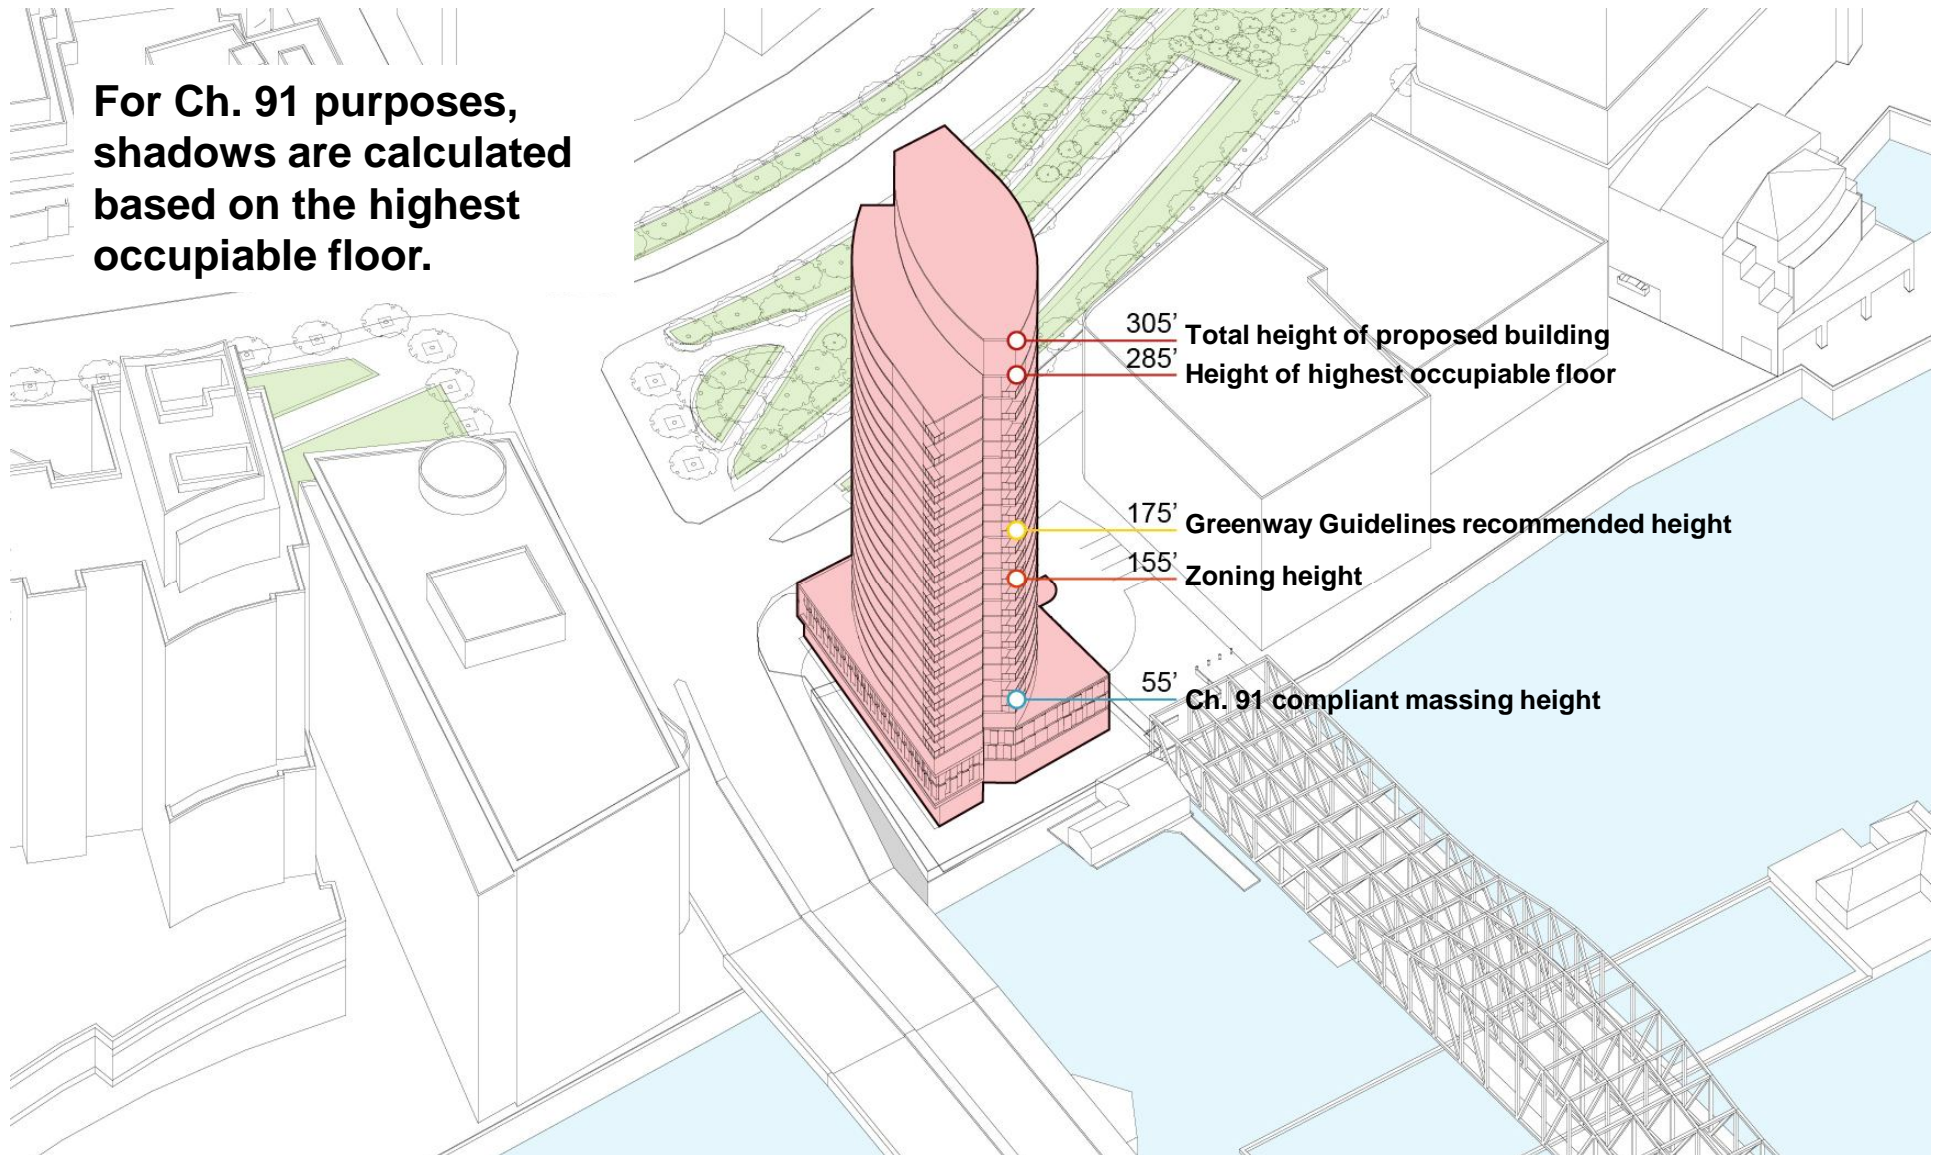 For Ch. 91 purposes,
shadows are calculated
based on the highest
occupiable floor.
305’ Total height of proposed building
285’ Height of highest occupiable floor
175’ Greenway Guidelines recommended height
155’ Zoning height
55’ Ch. 91 compliant massing height